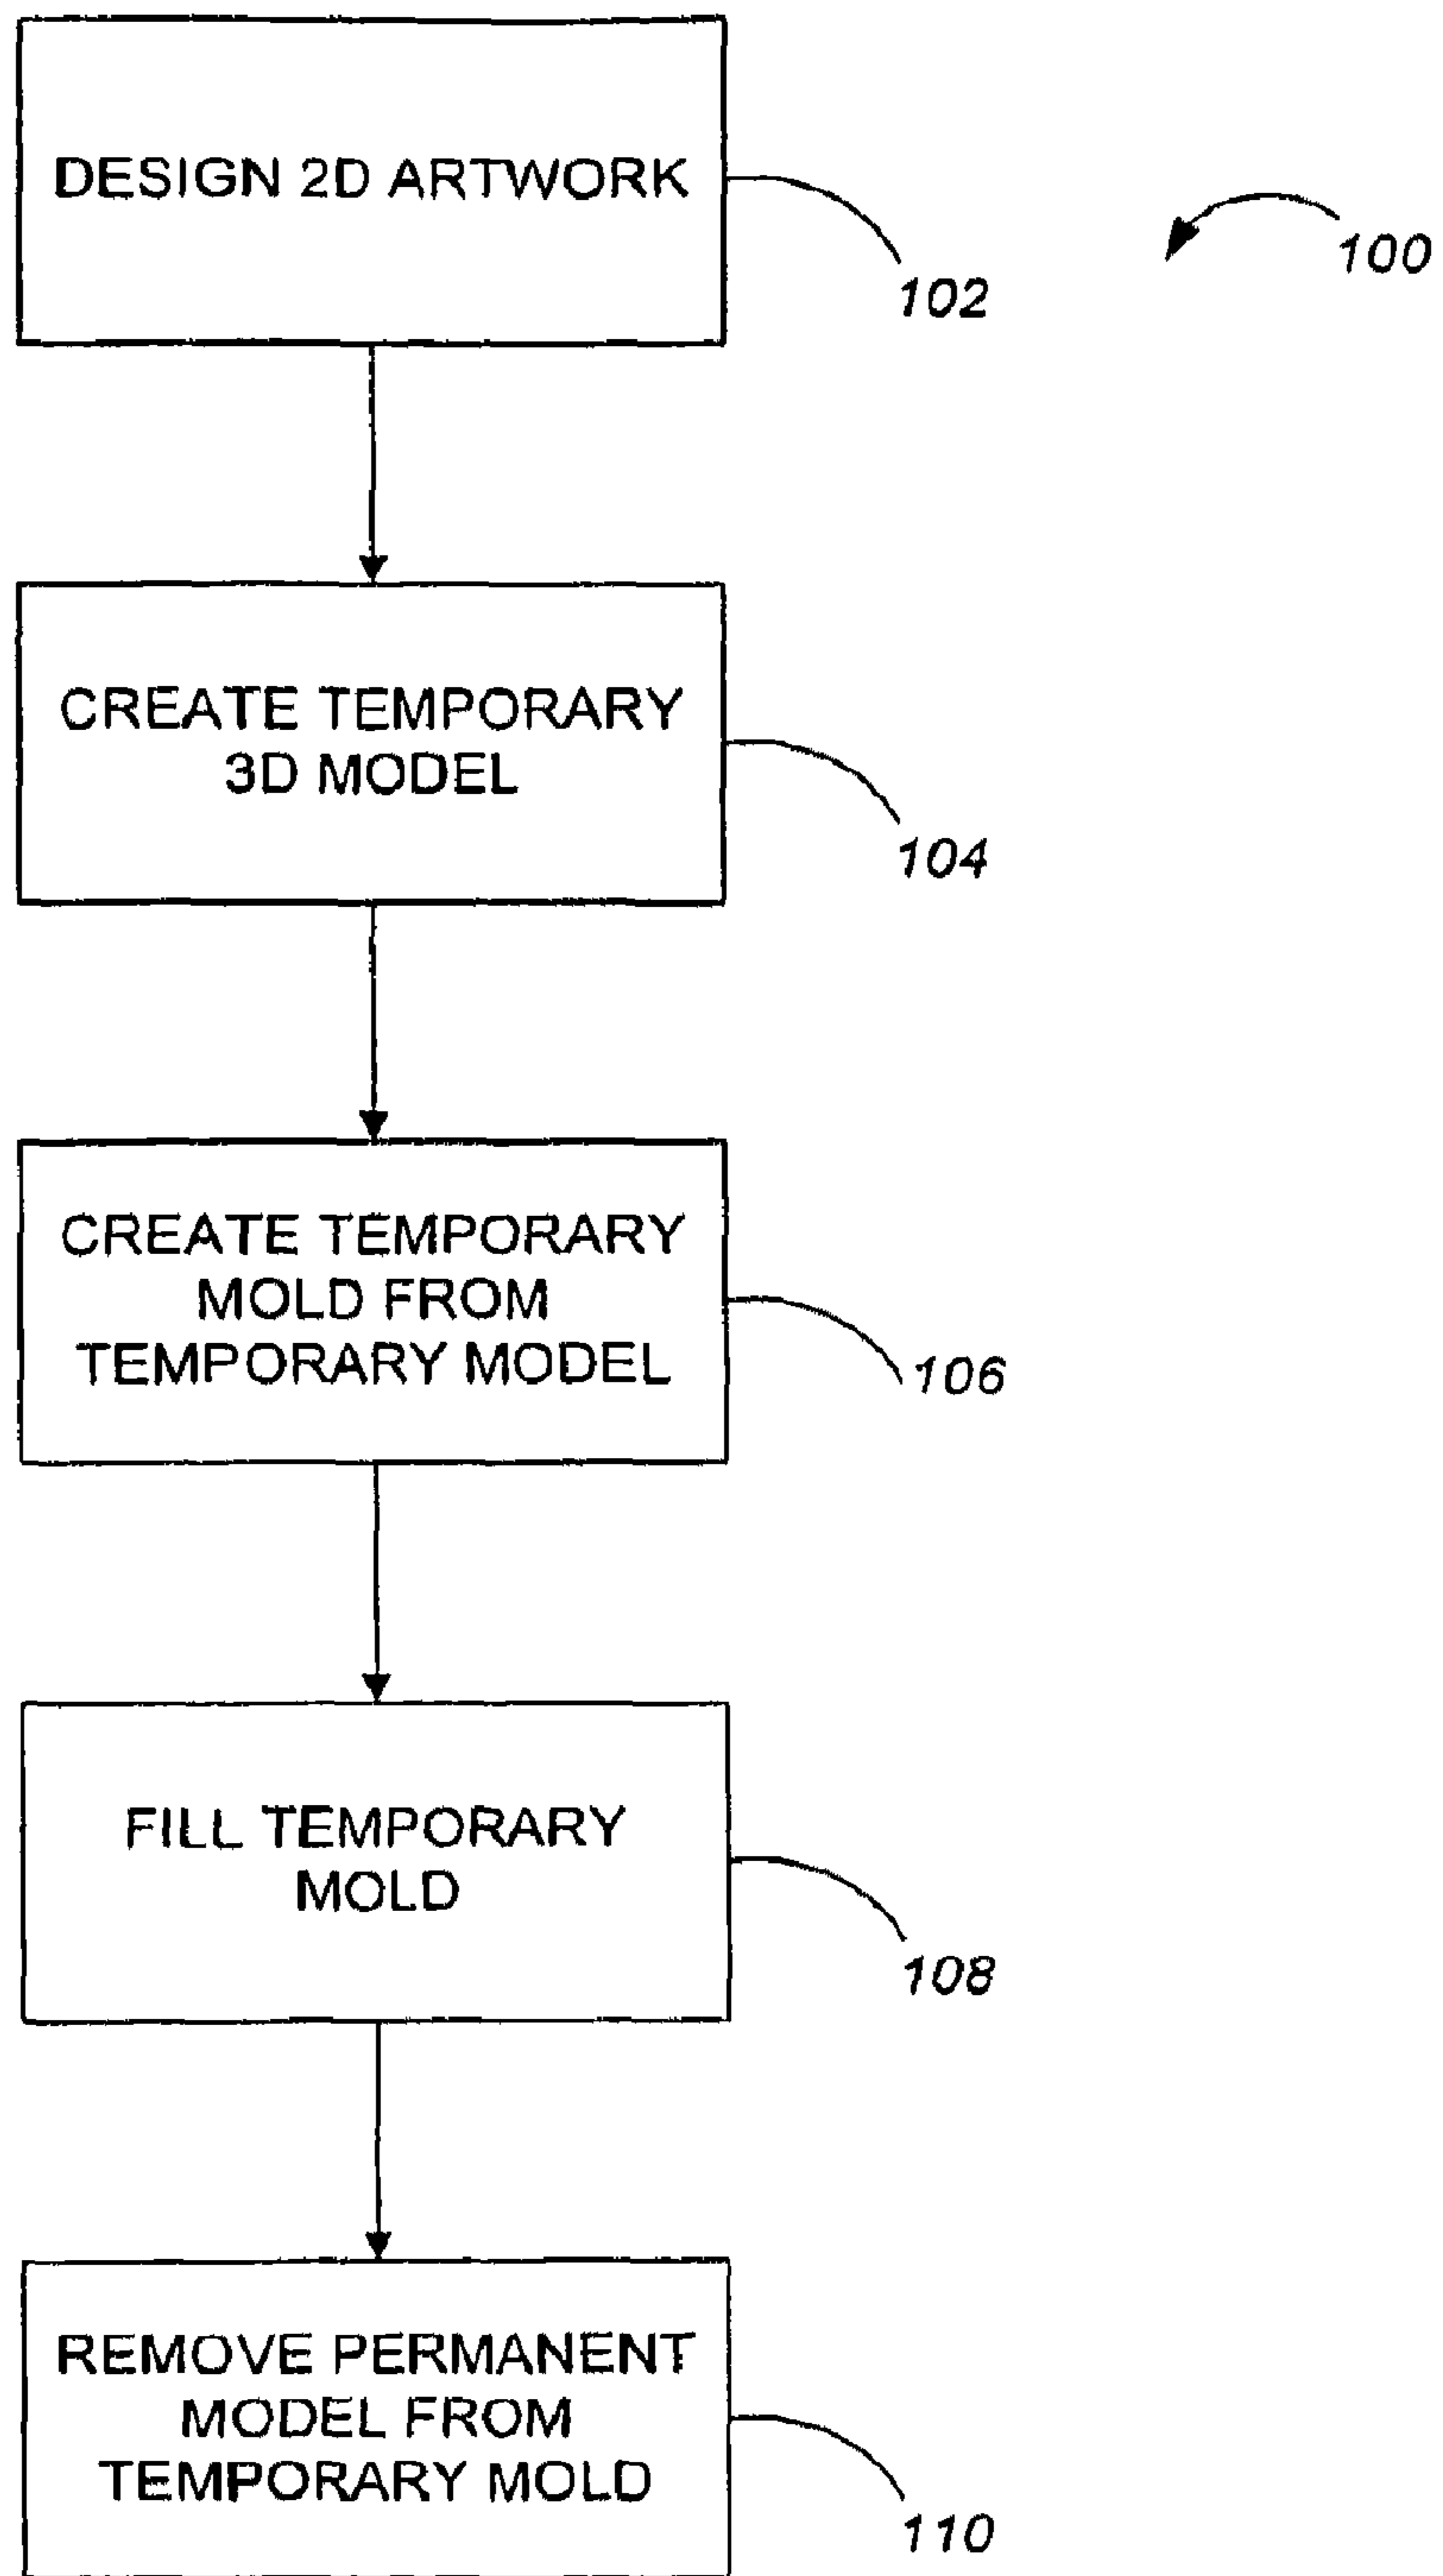 DESIGN 2D ARTWORK
102
100
CREATE TEMPORARY
3D MODEL
104
CREATE TEMPORARY
MOLD FROM
TEMPORARY MODEL
106
FILL TEMPORARY
MOLD
108
REMOVE PERMANENT
MODEL FROM
TEMPORARY MOLD
110